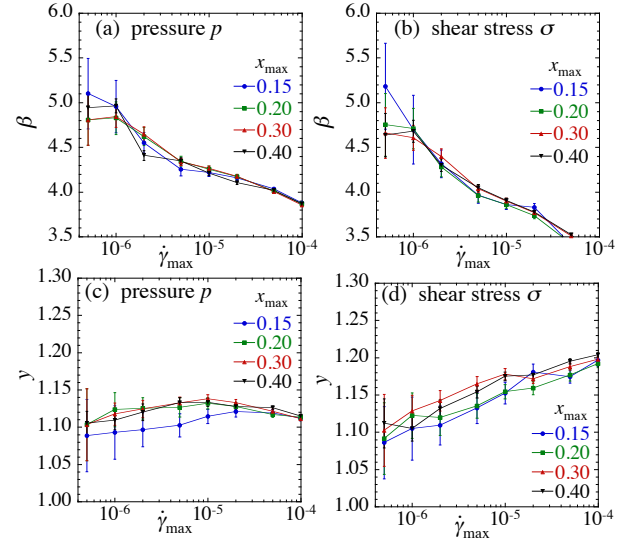 (a) pressure p
x_max
0.15
0.20
0.30
0.40
β
6.0
5.5
5.0
4.5
4.0
3.5
10⁻⁶ 10⁻⁵ 10⁻⁴
γ̇_max
(b) shear stress σ
x_max
0.15
0.20
0.30
0.40
β
6.0
5.5
5.0
4.5
4.0
3.5
10⁻⁶ 10⁻⁵ 10⁻⁴
γ̇_max
(c) pressure p
x_max
0.15
0.20
0.30
0.40
y
1.30
1.25
1.20
1.15
1.10
1.05
1.00
10⁻⁶ 10⁻⁵ 10⁻⁴
γ̇_max
(d) shear stress σ
x_max
0.15
0.20
0.30
0.40
y
1.30
1.25
1.20
1.15
1.10
1.05
1.00
10⁻⁶ 10⁻⁵ 10⁻⁴
γ̇_max